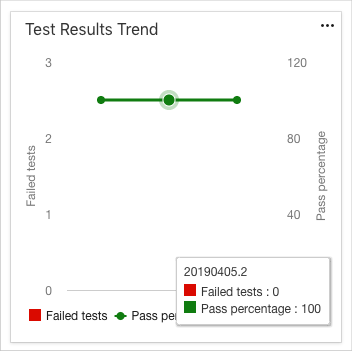 Test Results Trend
3
120
2
80
1
40
0
Failed tests
Pass percentage
20190405.2
Failed tests : 0
Pass percentage : 100
Failed tests
Pass per